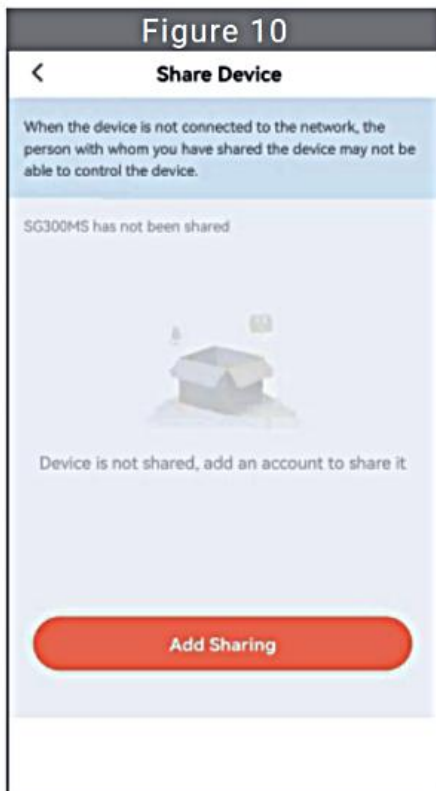 Figure 10
Share Device
When the device is not connected to the network, the
person with whom you have shared the device may not be
able to control the device.
SG300MS has not been shared
Device is not shared, add an account to share it
Add Sharing